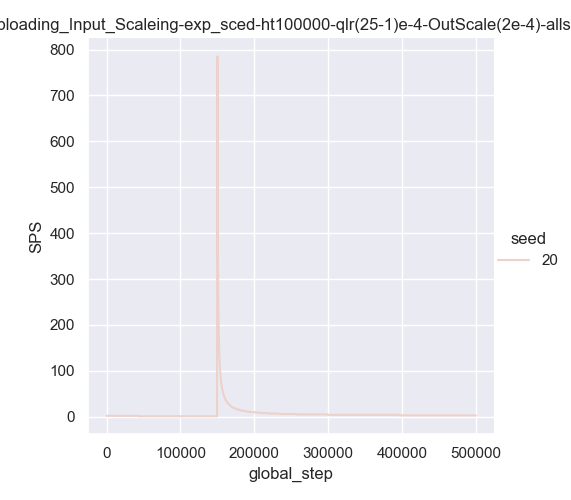 oloading_Input_Scaleing-exp_sced-ht100000-qlr(25-1)e-4-OutScale(2e-4)-alls
800
700
600
500
400
300
200
100
0
SPS
0 100000 200000 300000 400000 500000
global_step
seed
20